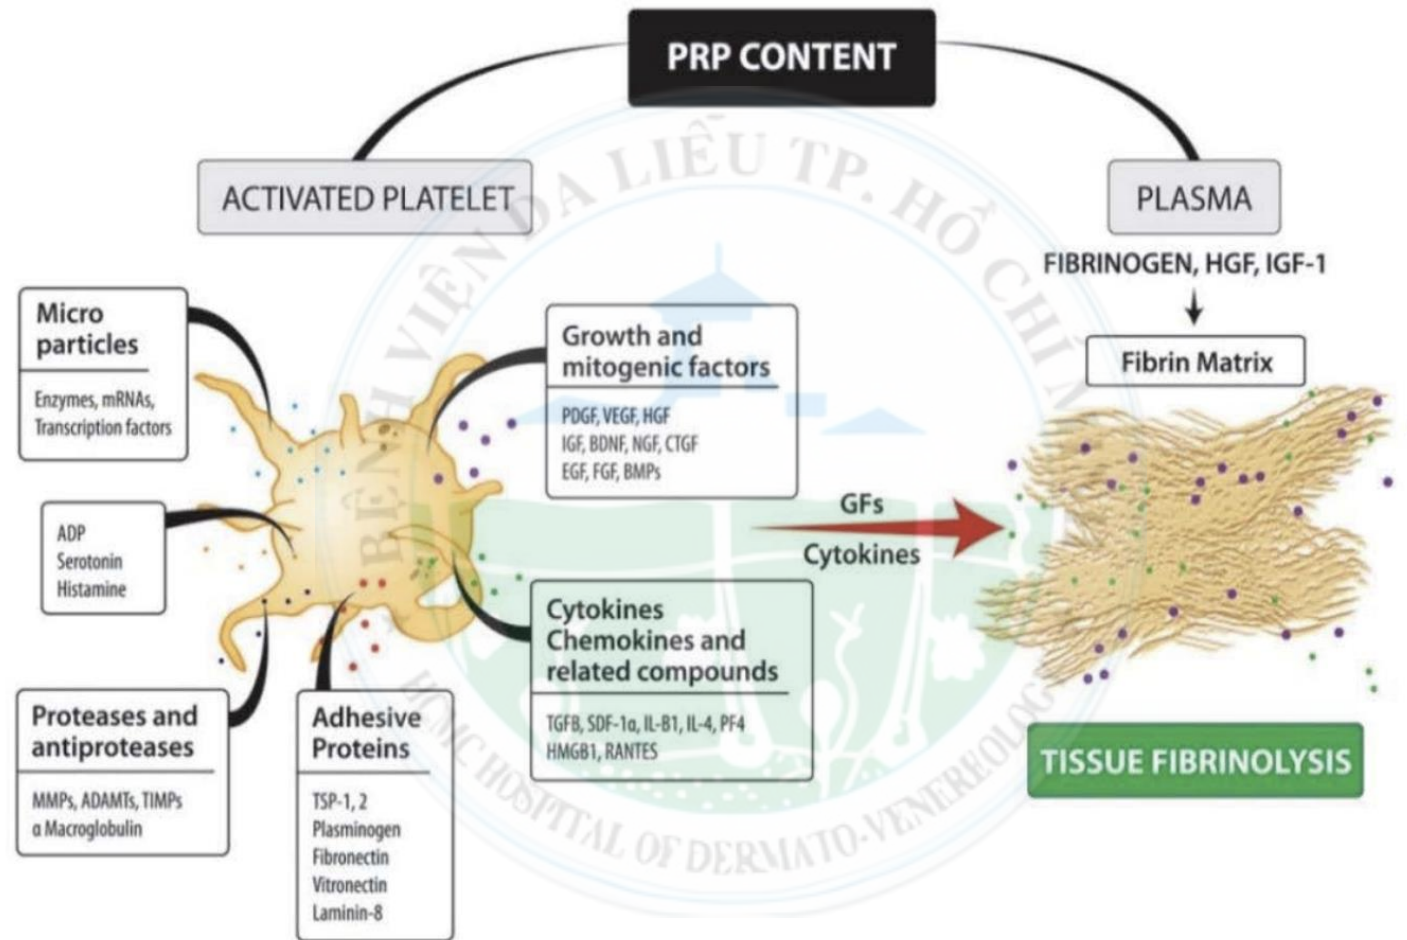 PRP CONTENT
ACTIVATED PLATELET
PLASMA
FIBRINOGEN, HGF, IGF-1
Fibrin Matrix
Micro
particles
Enzymes, mRNAs,
Transcription factors
Growth and
mitogenic factors
PDGF, VEGF, HGF
IGF, BDNF, NGF, CTGF
EGF, FGF, BMPs
ADP
Serotonin
Histamine
GFs
Cytokines
Cytokines
Chemokines and
related compounds
TGFB, SDF-1α, IL-B1, IL-4, PF4
HMGB1, RANTES
Proteases and
antiproteases
MMPs, ADAMTs, TIMPs
α Macroglobulin
Adhesive
Proteins
TSP-1, 2
Plasminogen
Fibronectin
Vitronectin
Laminin-8
TISSUE FIBRINOLYSIS
BỆNH VIỆN DA LIỄU TP. HỒ CHÍ M
HCMC HOSPITAL OF DERMATO-VENEREOLOG